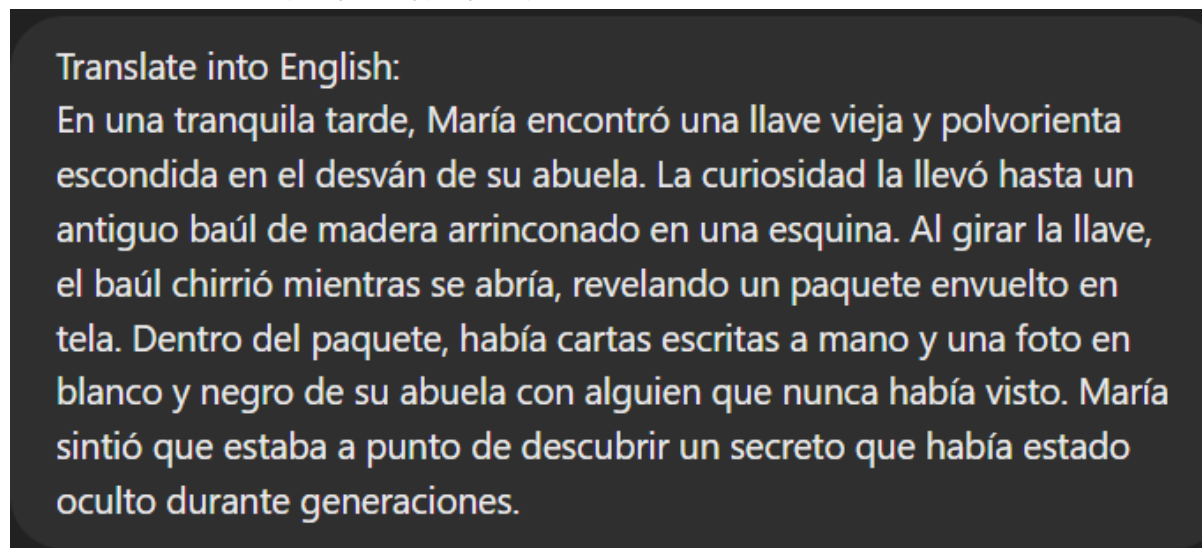 Translate into English:
En una tranquila tarde, María encontró una llave vieja y polvorienta
escondida en el desván de su abuela. La curiosidad la llevó hasta un
antiguo baúl de madera arrinconado en una esquina. Al girar la llave,
el baúl chirrió mientras se abría, revelando un paquete envuelto en
tela. Dentro del paquete, había cartas escritas a mano y una foto en
blanco y negro de su abuela con alguien que nunca había visto. María
sintió que estaba a punto de descubrir un secreto que había estado
oculto durante generaciones.